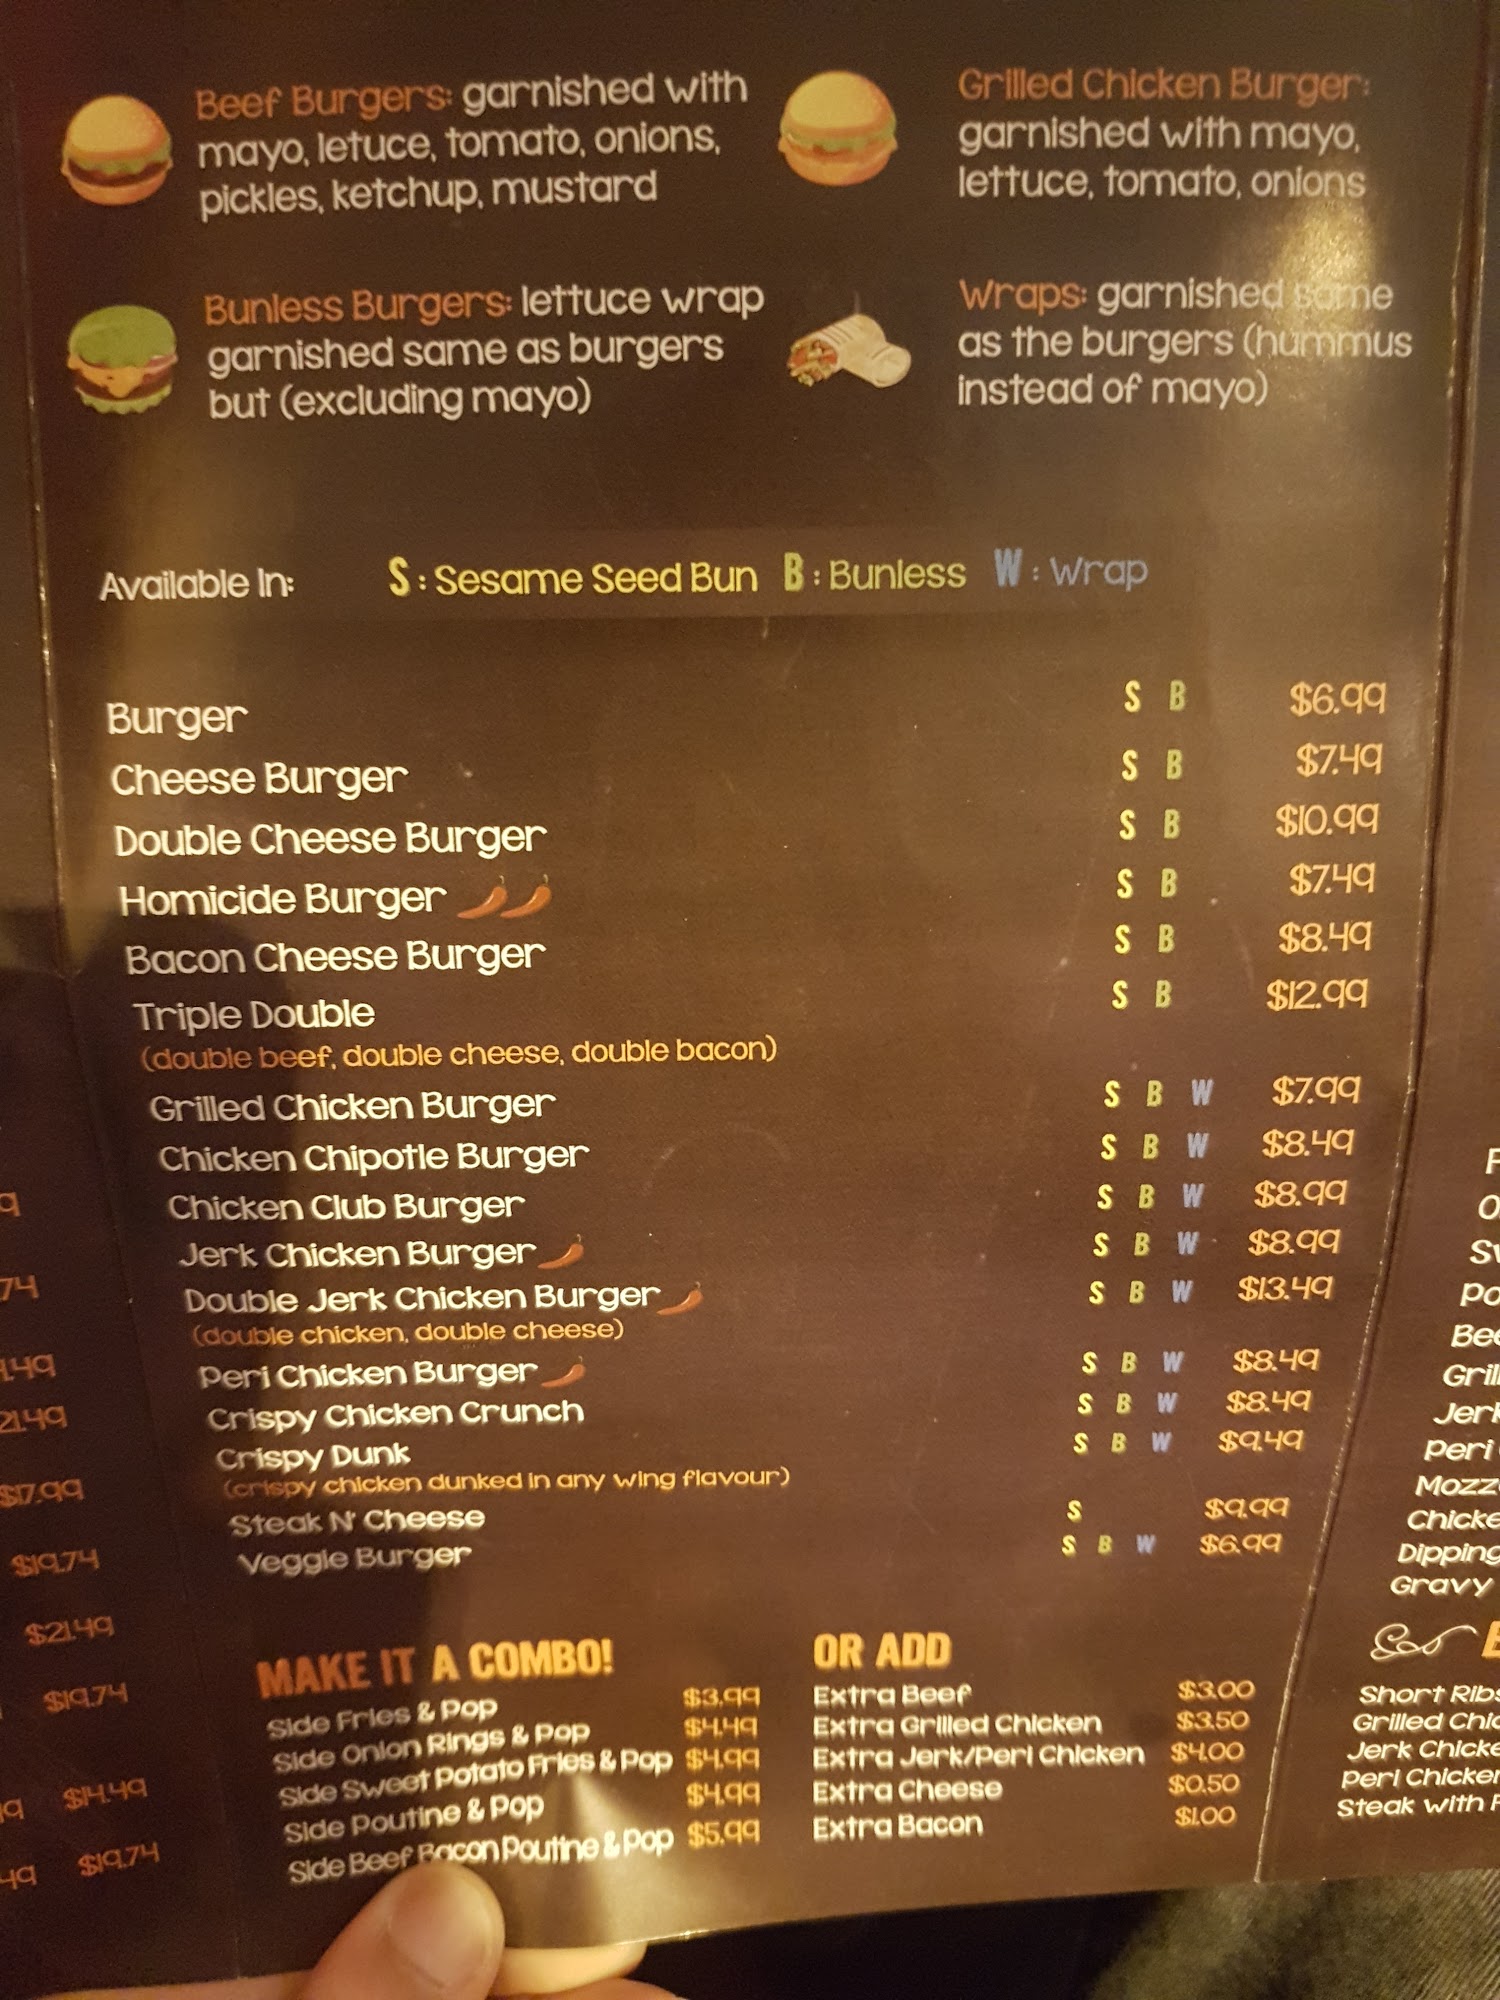 Beef Burgers: garnished with
mayo, letuce, tomato, onions,
pickles, ketchup, mustard
Grilled Chicken Burger:
garnished with mayo,
lettuce, tomato, onions
Bunless Burgers: lettuce wrap
garnished same as burgers
but (excluding mayo)
Wraps: garnished same
as the burgers (hummus
instead of mayo)
Available In: S : Sesame Seed Bun B : Bunless W : Wrap
Burger S B $6.99
Cheese Burger S B $7.49
Double Cheese Burger S B $10.99
Homicide Burger S B $7.49
Bacon Cheese Burger S B $8.49
Triple Double S B $12.99
(double beef, double cheese, double bacon)
Grilled Chicken Burger S B W $7.99
Chicken Chipotle Burger S B W $8.49
Chicken Club Burger S B W $8.99
Jerk Chicken Burger S B W $8.99
Double Jerk Chicken Burger S B W $13.49
(double chicken, double cheese)
Peri Chicken Burger S B W $8.49
Crispy Chicken Crunch S B W $8.49
Crispy Dunk S B W $9.49
(crispy chicken dunked in any wing flavour)
Steak N' Cheese S $9.99
Veggie Burger S B W $6.99
MAKE IT A COMBO!
Side Fries & Pop $3.99
Side Onion Rings & Pop $4.49
Side Sweet Potato Fries & Pop $4.99
Side Poutine & Pop $4.99
Side Beef Bacon Poutine & Pop $5.99
OR ADD
Extra Beef $3.00
Extra Grilled Chicken $3.50
Extra Jerk/Peri Chicken $4.00
Extra Cheese $0.50
Extra Bacon $1.00
$17.99
$19.74
$21.49
$19.74
$14.49
$19.74
Peri
Dipping
Gravy
Short Ribs
Grilled
Jerk
Peri Chicken
Steak with